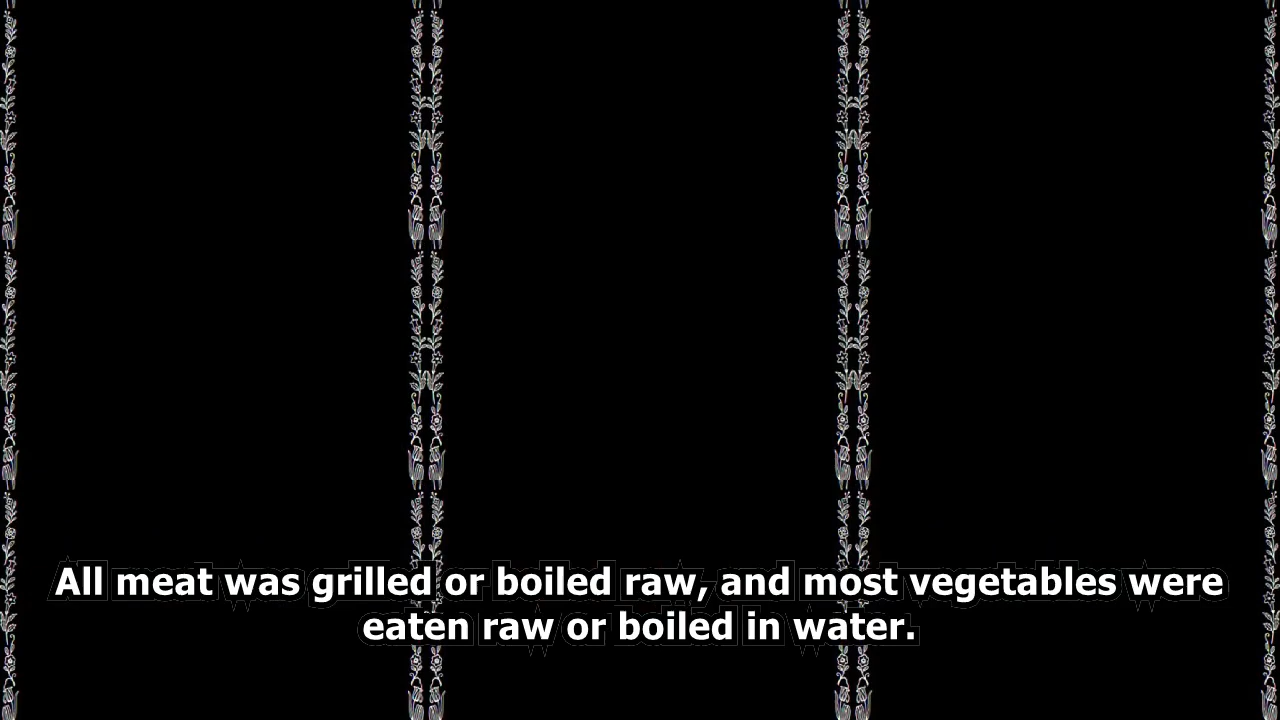 All meat was grilled or boiled raw, and most vegetables were
eaten raw or boiled in water.